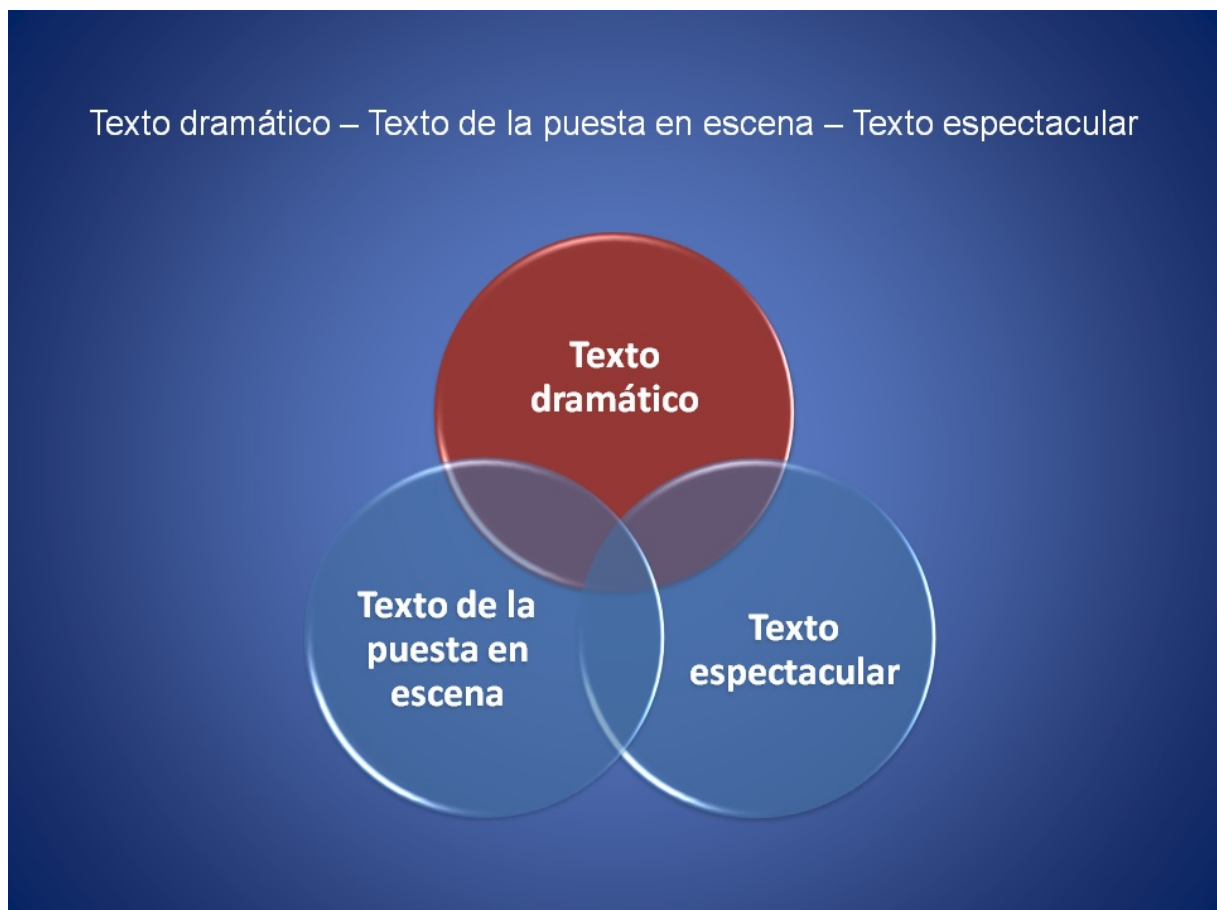 Texto dramático – Texto de la puesta en escena – Texto espectacular
Texto
dramático
Texto de la
puesta en
escena
Texto
espectacular